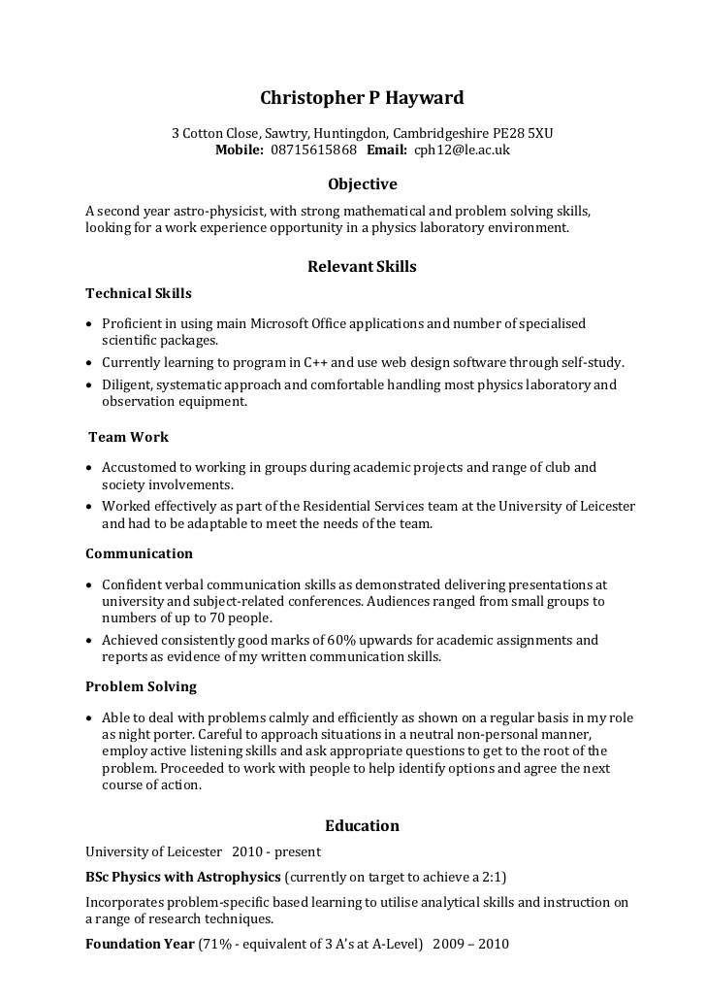 Christopher P Hayward
3 Cotton Close, Sawtry, Huntingdon, Cambridgeshire PE28 5XU
Mobile: 08715615868 Email: cph12@le.ac.uk
Objective
A second year astro-physicist, with strong mathematical and problem solving skills,
looking for a work experience opportunity in a physics laboratory environment.
Relevant Skills
Technical Skills
• Proficient in using main Microsoft Office applications and number of specialised
scientific packages.
• Currently learning to program in C++ and use web design software through self-study.
• Diligent, systematic approach and comfortable handling most physics laboratory and
observation equipment.
Team Work
• Accustomed to working in groups during academic projects and range of club and
society involvements.
• Worked effectively as part of the Residential Services team at the University of Leicester
and had to be adaptable to meet the needs of the team.
Communication
• Confident verbal communication skills as demonstrated delivering presentations at
university and subject-related conferences. Audiences ranged from small groups to
numbers of up to 70 people.
• Achieved consistently good marks of 60% upwards for academic assignments and
reports as evidence of my written communication skills.
Problem Solving
• Able to deal with problems calmly and efficiently as shown on a regular basis in my role
as night porter. Careful to approach situations in a neutral non-personal manner,
employ active listening skills and ask appropriate questions to get to the root of the
problem. Proceeded to work with people to help identify options and agree the next
course of action.
Education
University of Leicester 2010 - present
BSc Physics with Astrophysics (currently on target to achieve a 2:1)
Incorporates problem-specific based learning to utilise analytical skills and instruction on
a range of research techniques.
Foundation Year (71% - equivalent of 3 A's at A-Level) 2009 – 2010